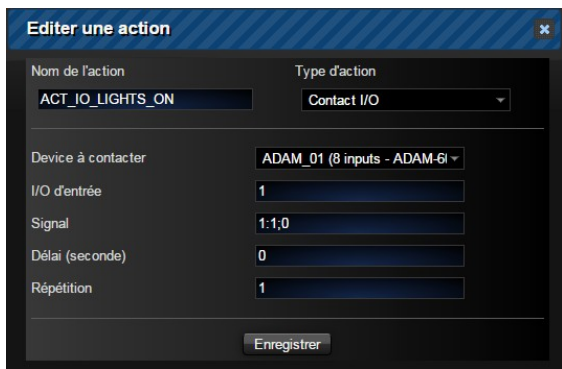 Editer une action
Nom de l'action Type d'action
ACT_IO_LIGHTS_ON Contact I/O
Device à contacter ADAM_01 (8 inputs - ADAM-6
I/O d'entrée 1
Signal 1:1;0
Délai (seconde) 0
Répétition 1
Enregistrer